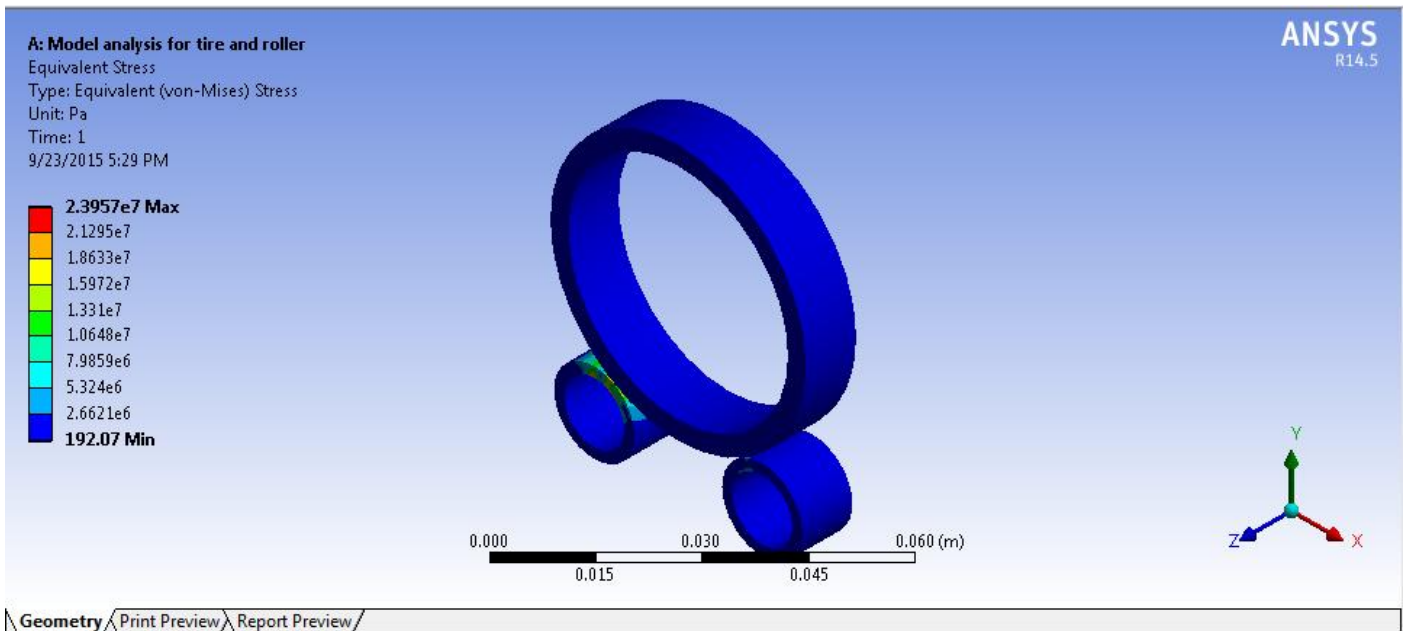 A: Model analysis for tire and roller
Equivalent Stress
Type: Equivalent (von-Mises) Stress
Unit: Pa
Time: 1
9/23/2015 5:29 PM
2.3957e7 Max
2.1295e7
1.8633e7
1.5972e7
1.331e7
1.0648e7
7.9859e6
5.324e6
2.6621e6
192.07 Min
ANSYS
R14.5
0.000 0.030 0.060 (m)
0.015 0.045
Y
Z X
Geometry Print Preview Report Preview